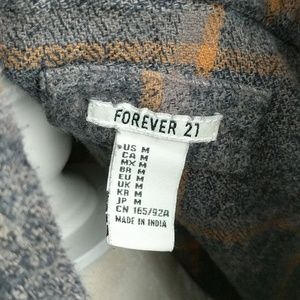 FOREVER 21
US M
CA M
MX M
BR M
EU M
UK M
KR M
JP M
CN 165/92A
MADE IN INDIA